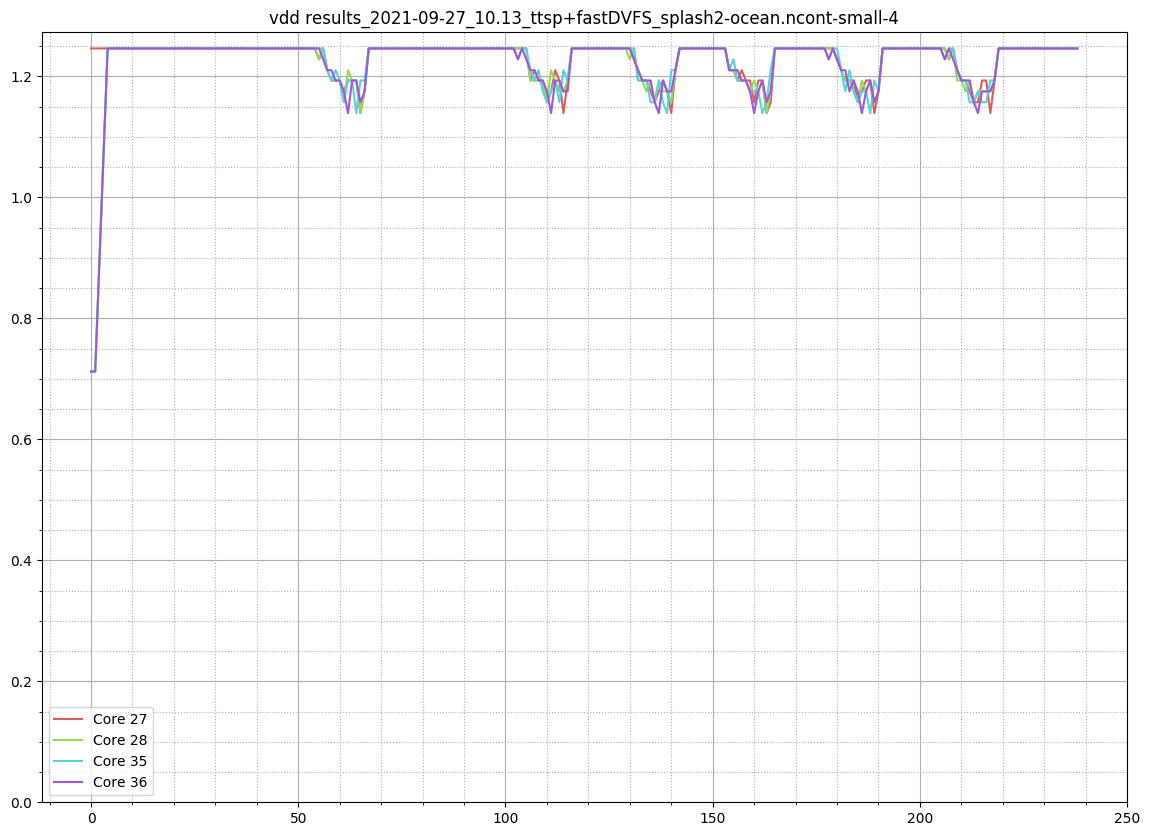 vdd results_2021-09-27_10.13_ttsp+fastDVFS_splash2-ocean.ncont-small-4
1.2
1.0
0.8
0.6
0.4
0.2
0.0
Core 27
Core 28
Core 35
Core 36
0 50 100 150 200 250